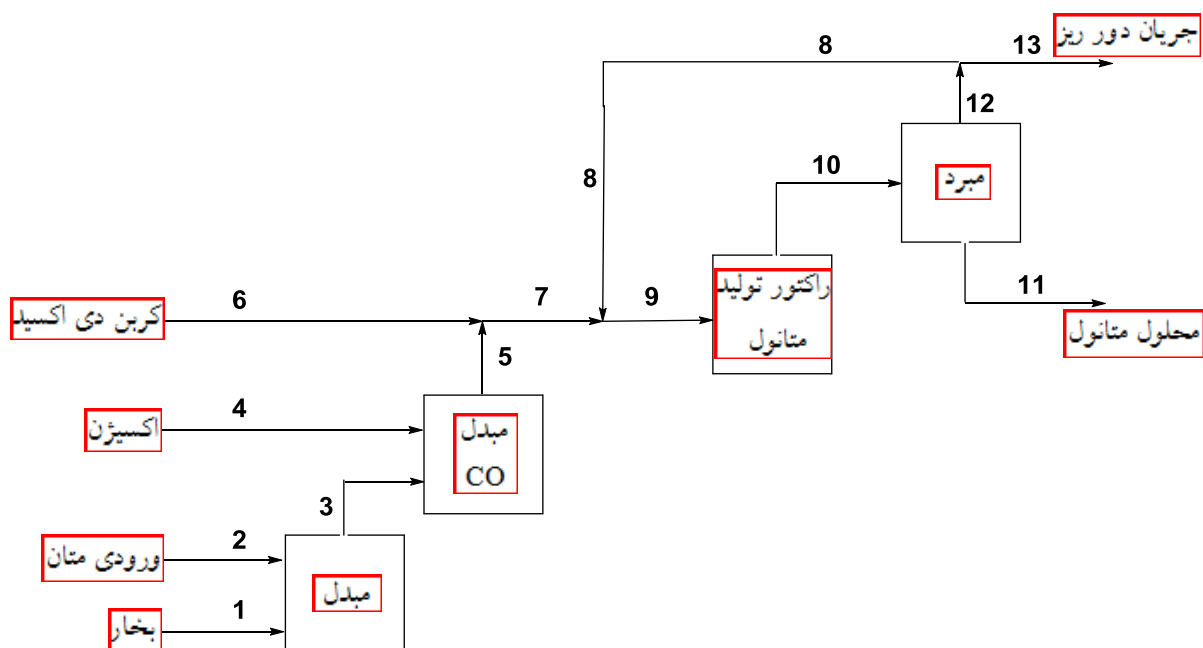 جریان دور ریز
13
8
12
مبرد
10
8
11
محلول متانول
راکتور تولید
متانول
9
7
6
کربن دی اکسید
5
4
اکسیژن
مبدل
CO
3
2
ورودی متان
مبدل
1
بخار